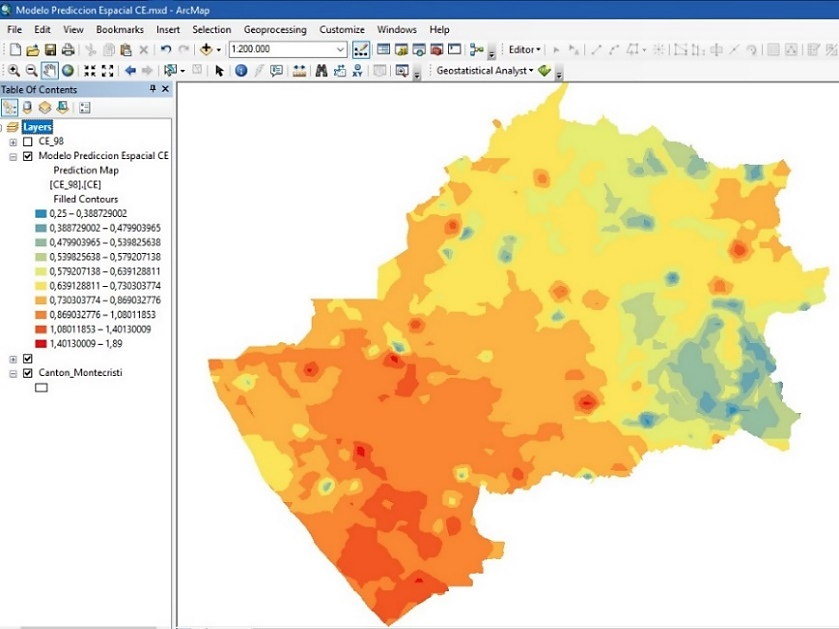 Modelo Prediccion Espacial CE.mxd - ArcMap
File Edit View Bookmarks Insert Selection Geoprocessing Customize Windows Help
1:200.000
Editor
Geostatistical Analyst
Table Of Contents
Layers
CE_98
Modelo Prediccion Espacial CE
Prediction Map
[CE_98].[CE]
Filled Contours
0,25 – 0,388729002
0,388729002 – 0,479903965
0,479903965 – 0,539825638
0,539825638 – 0,579207138
0,579207138 – 0,639128811
0,639128811 – 0,730303774
0,730303774 – 0,869032776
0,869032776 – 1,08011853
1,08011853 – 1,40130009
1,40130009 – 1,89
Canton_Montecristi